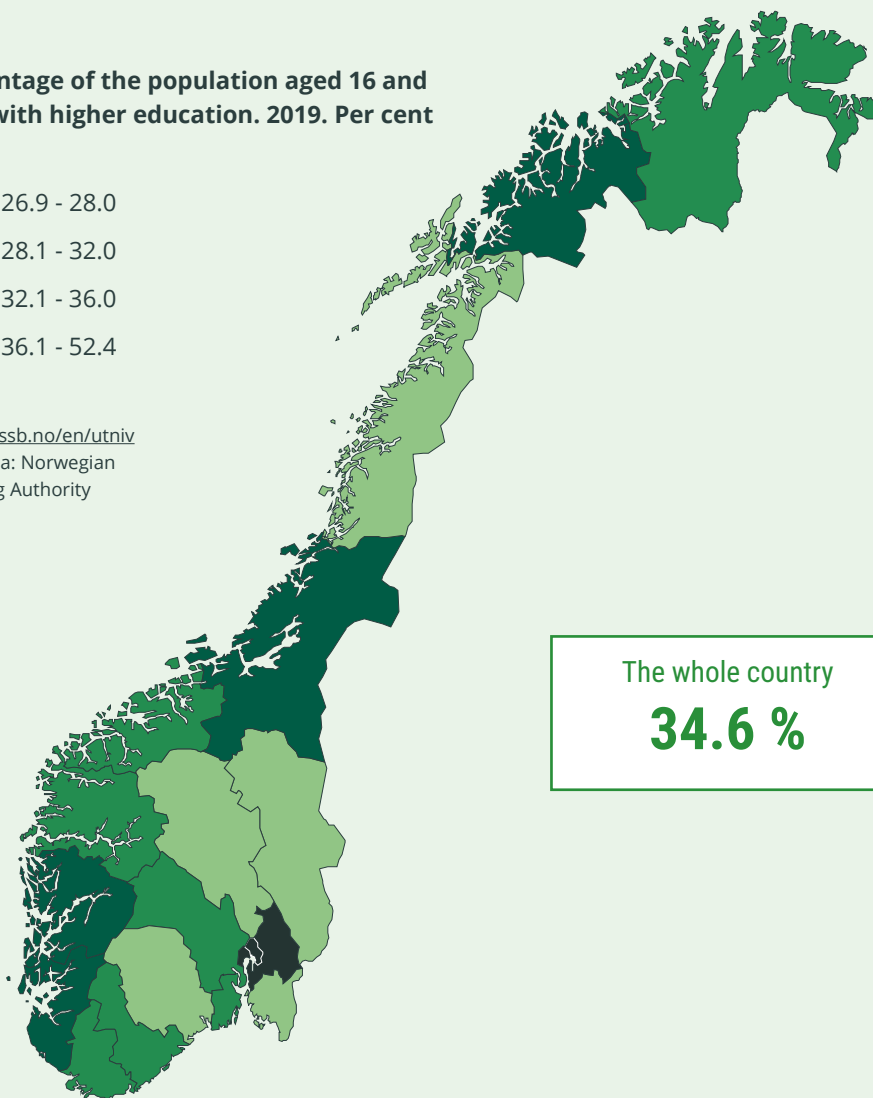 ntage of the population aged 16 and
with higher education. 2019. Per cent
26.9 - 28.0
28.1 - 32.0
32.1 - 36.0
36.1 - 52.4
ssb.no/en/utniv
a: Norwegian
g Authority
The whole country
34.6 %